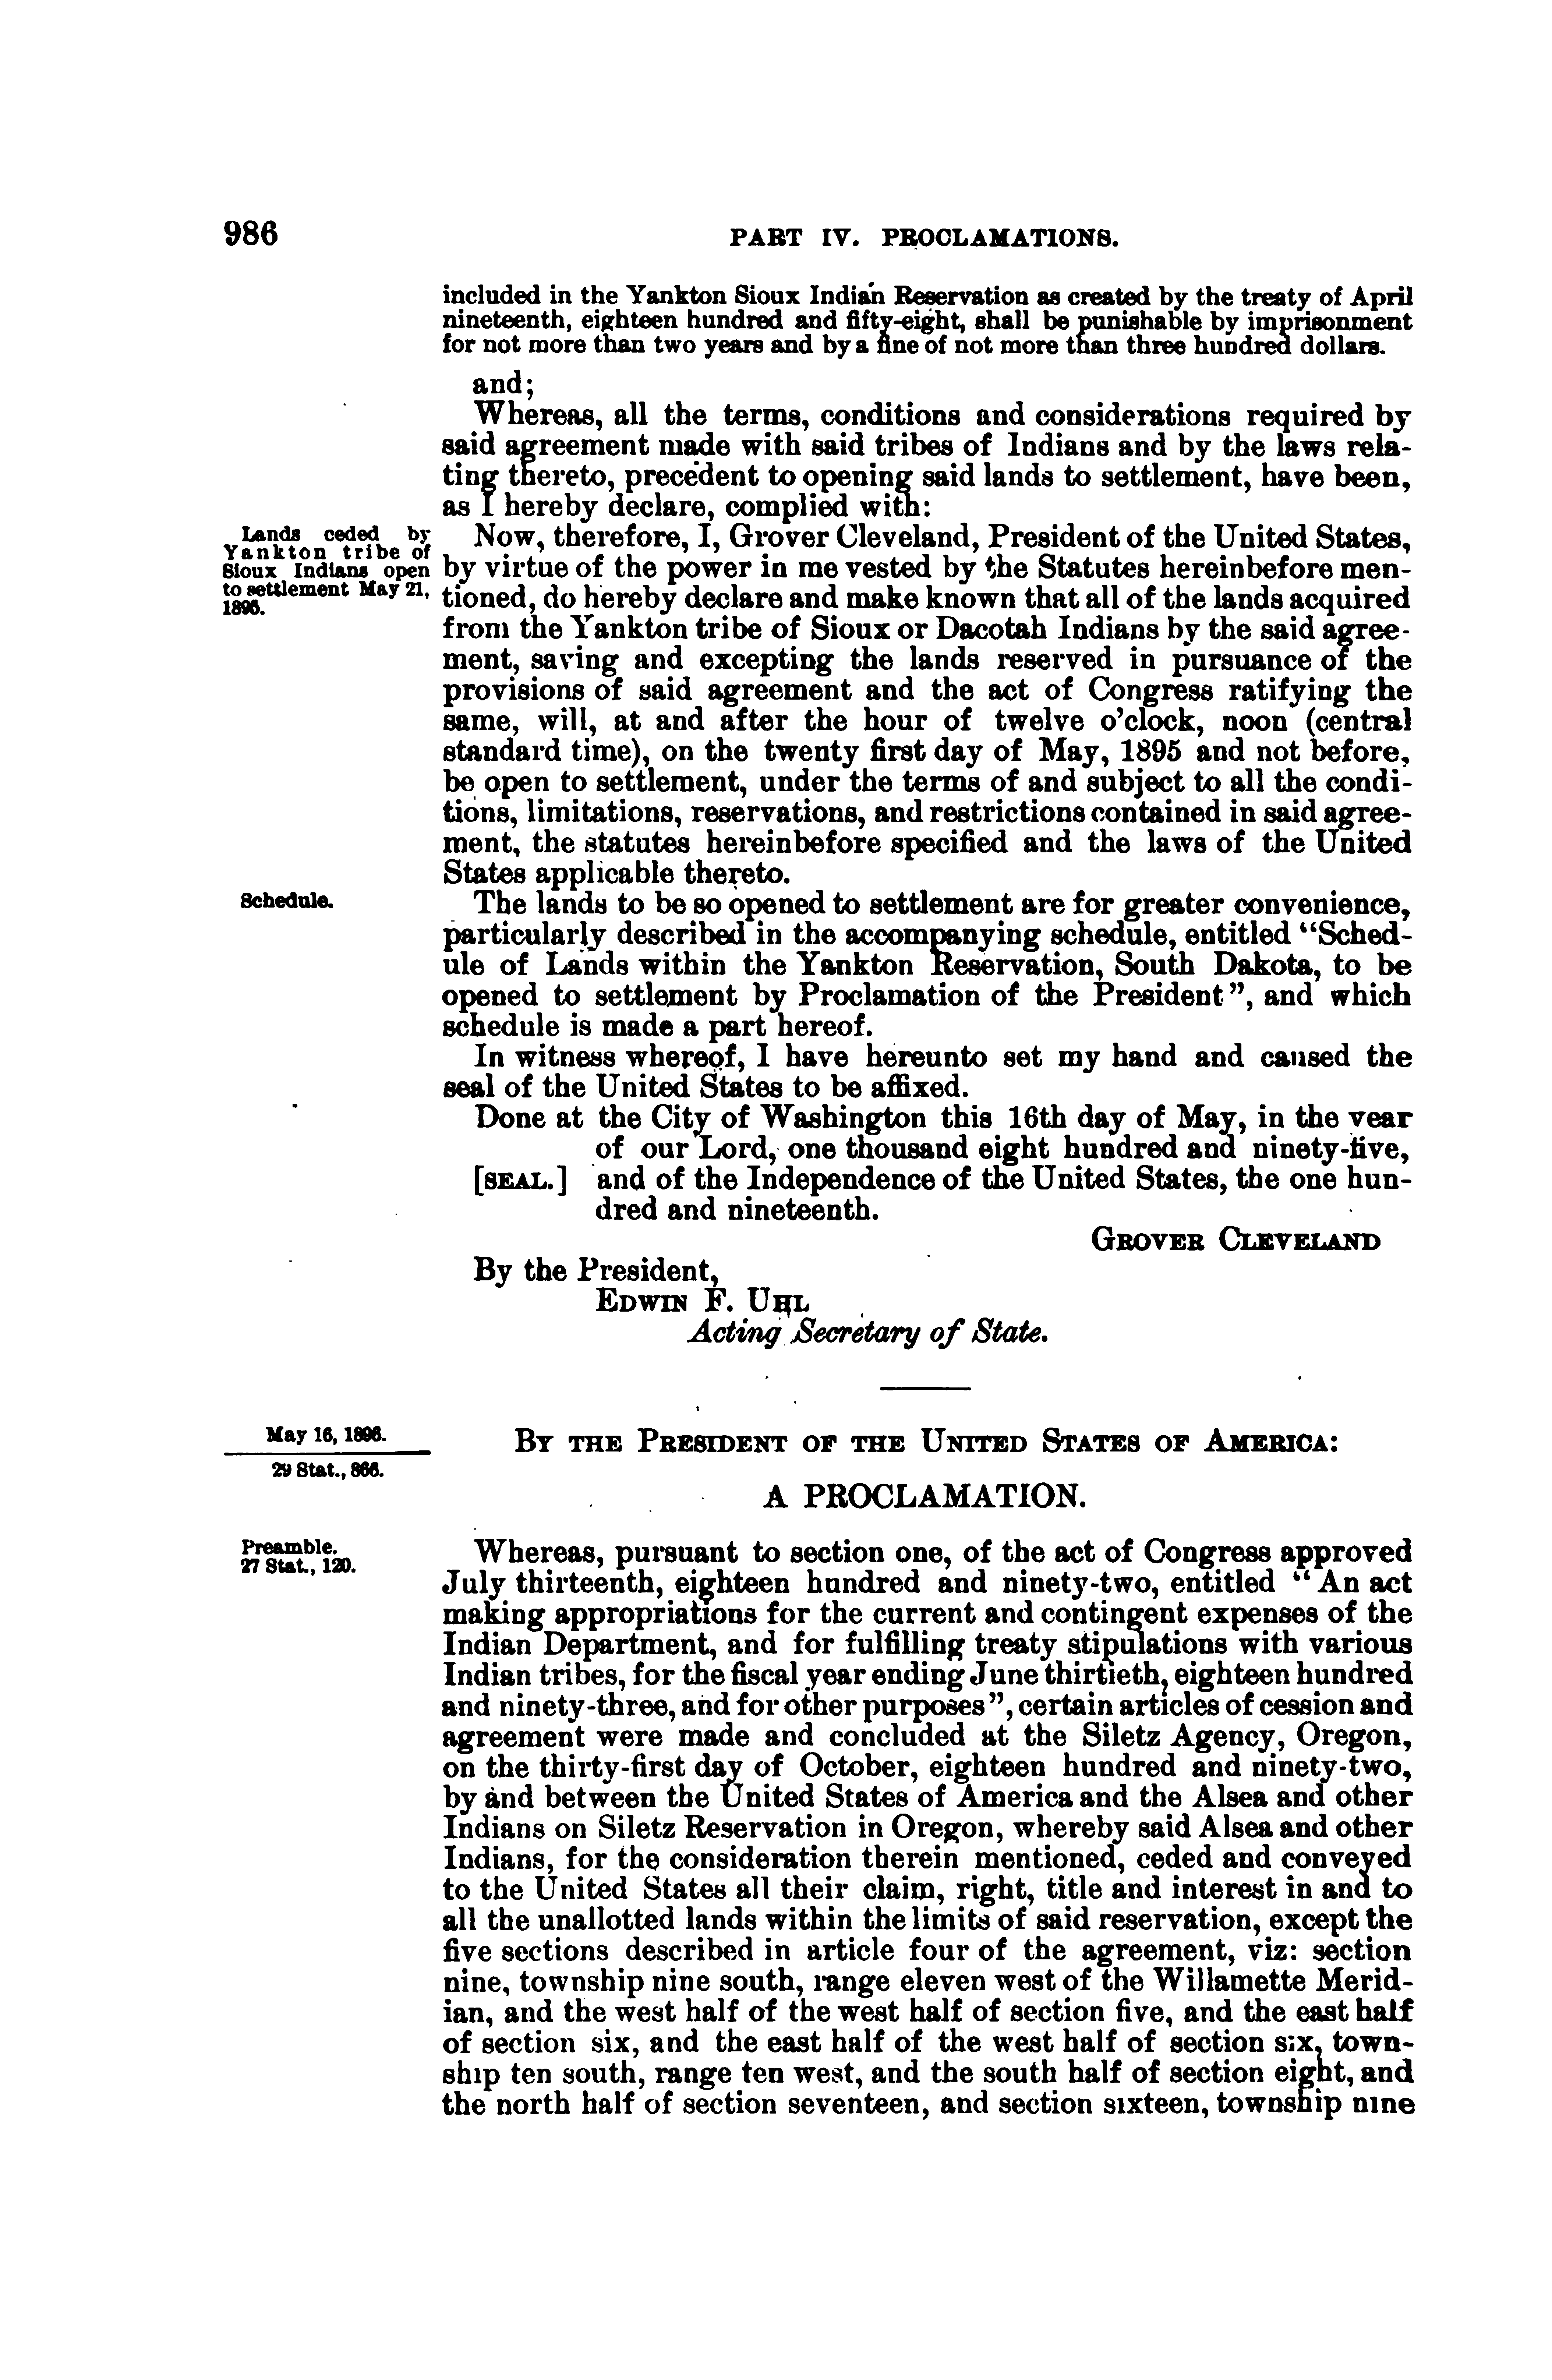 986
PART IV. PROCLAMATIONS.
included in the Yankton Sioux Indian Reservation as created by the treaty of April
nineteenth, eighteen hundred and fifty-eight, shall be punishable by imprisonment
for not more than two years and by a fine of not more than three hundred dollars.
and;
Whereas, all the terms, conditions and considerations required by
said agreement made with said tribes of Indians and by the laws rela-
ting thereto, precedent to opening said lands to settlement, have been,
as I hereby declare, complied with:
Lands ceded by
Yankton tribe of
Sioux Indians open
to settlement May 21,
1895.
Now, therefore, I, Grover Cleveland, President of the United States,
by virtue of the power in me vested by the Statutes hereinbefore men-
tioned, do hereby declare and make known that all of the lands acquired
from the Yankton tribe of Sioux or Dacotah Indians by the said agree-
ment, saving and excepting the lands reserved in pursuance of the
provisions of said agreement and the act of Congress ratifying the
same, will, at and after the hour of twelve o'clock, noon (central
standard time), on the twenty first day of May, 1895 and not before,
be open to settlement, under the terms of and subject to all the condi-
tions, limitations, reservations, and restrictions contained in said agree-
ment, the statutes hereinbefore specified and the laws of the United
States applicable thereto.
Schedule.
The lands to be so opened to settlement are for greater convenience,
particularly described in the accompanying schedule, entitled "Sched-
ule of Lands within the Yankton Reservation, South Dakota, to be
opened to settlement by Proclamation of the President", and which
schedule is made a part hereof.
In witness whereof, I have hereunto set my hand and caused the
seal of the United States to be affixed.
Done at the City of Washington this 16th day of May, in the year
of our Lord, one thousand eight hundred and ninety-five,
[SEAL.] and of the Independence of the United States, the one hun-
dred and nineteenth.
GROVER CLEVELAND
By the President,
EDWIN F. UHL
Acting Secretary of State.
May 16, 1895.
29 Stat., 866.
BY THE PRESIDENT OF THE UNITED STATES OF AMERICA:
A PROCLAMATION.
Preamble.
27 Stat., 120.
Whereas, pursuant to section one, of the act of Congress approved
July thirteenth, eighteen hundred and ninety-two, entitled "An act
making appropriations for the current and contingent expenses of the
Indian Department, and for fulfilling treaty stipulations with various
Indian tribes, for the fiscal year ending June thirtieth, eighteen hundred
and ninety-three, and for other purposes", certain articles of cession and
agreement were made and concluded at the Siletz Agency, Oregon,
on the thirty-first day of October, eighteen hundred and ninety-two,
by and between the United States of America and the Alsea and other
Indians on Siletz Reservation in Oregon, whereby said Alsea and other
Indians, for the consideration therein mentioned, ceded and conveyed
to the United States all their claim, right, title and interest in and to
all the unallotted lands within the limits of said reservation, except the
five sections described in article four of the agreement, viz: section
nine, township nine south, range eleven west of the Willamette Merid-
ian, and the west half of the west half of section five, and the east half
of section six, and the east half of the west half of section six, town-
ship ten south, range ten west, and the south half of section eight, and
the north half of section seventeen, and section sixteen, township nine